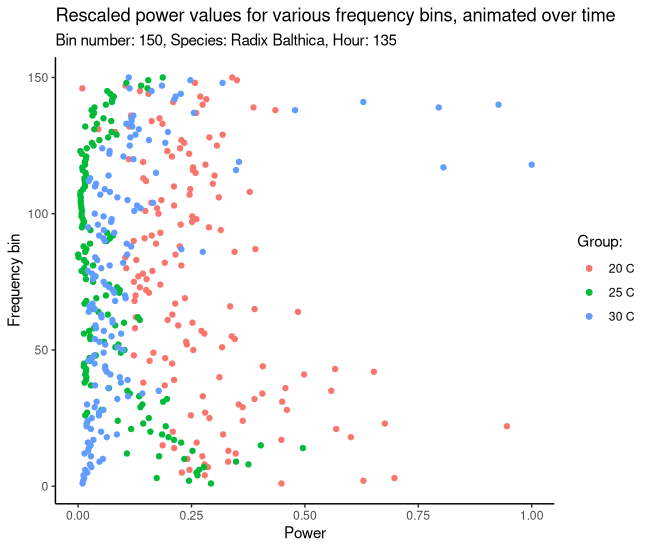 Rescaled power values for various frequency bins, animated over time
Bin number: 150, Species: Radix Balthica, Hour: 135
150
100
50
0
Frequency bin
0.00 0.25 0.50 0.75 1.00
Power
Group:
20 C
25 C
30 C